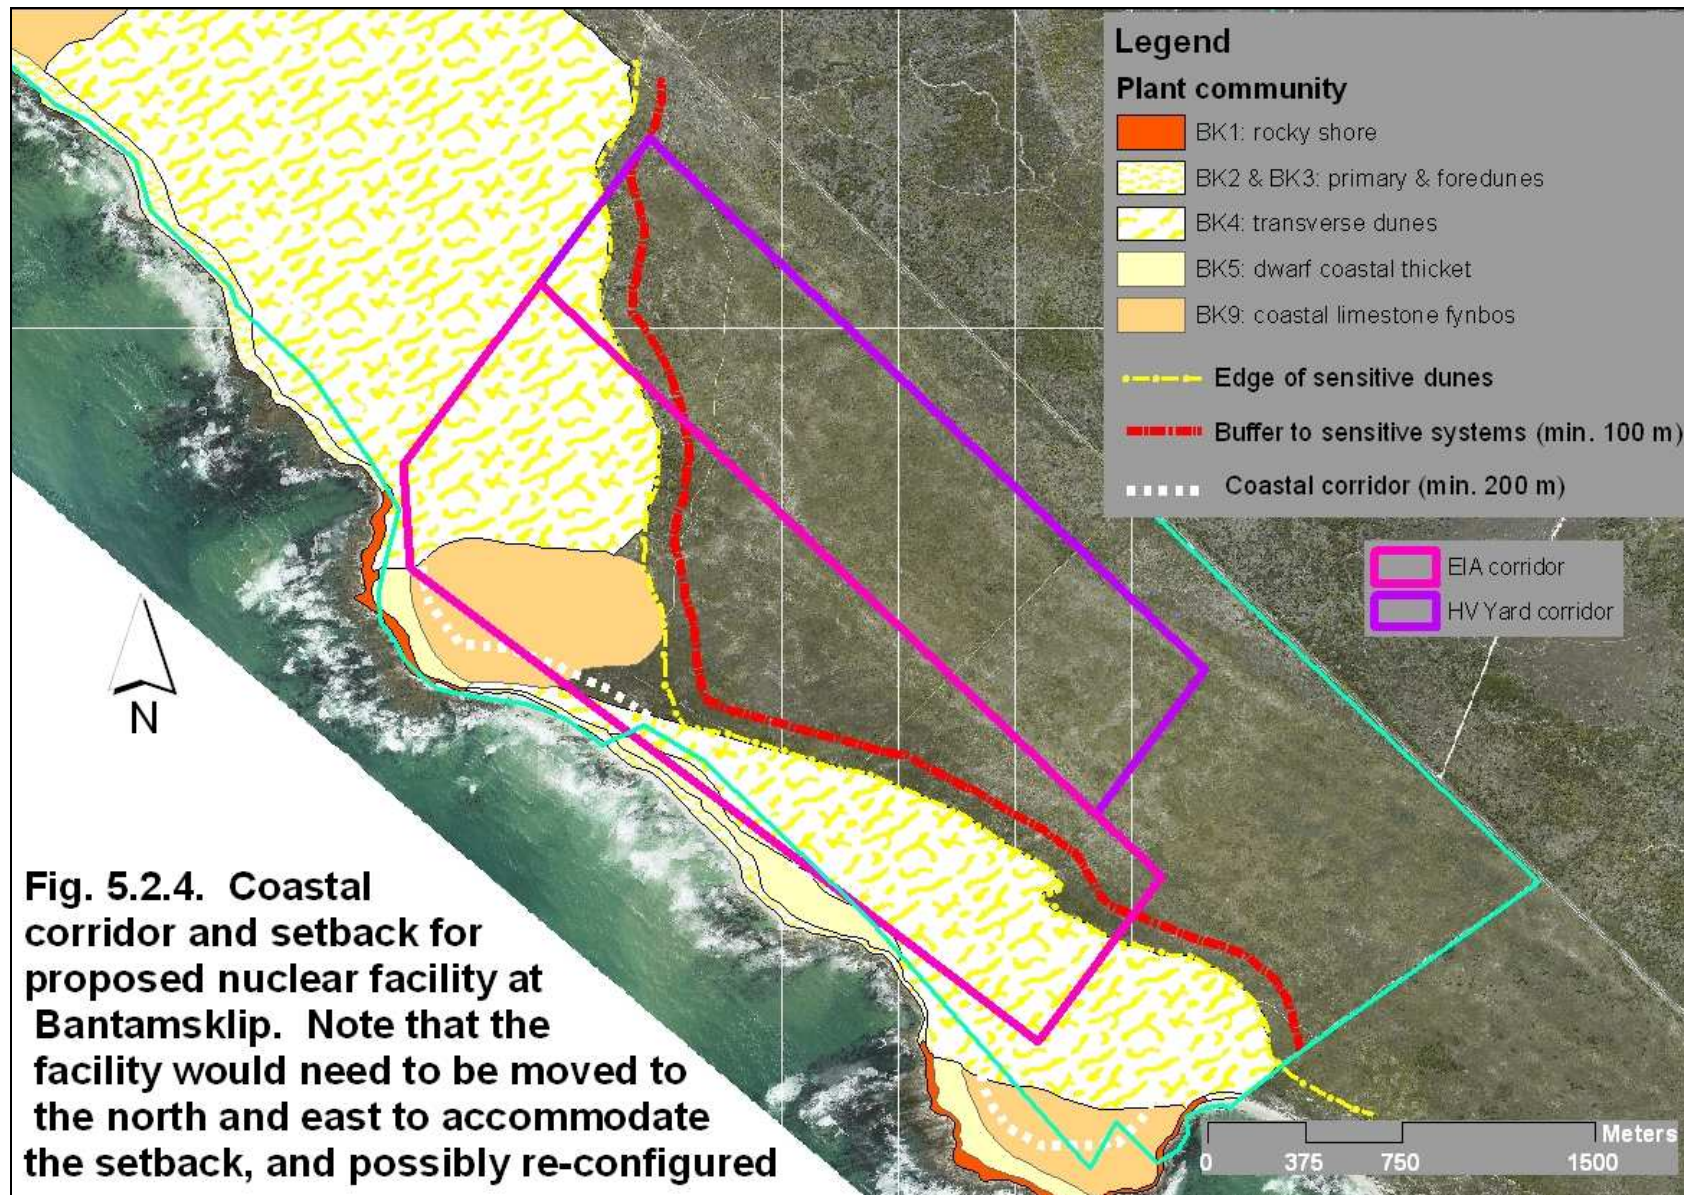 Legend
Plant community
BK1: rocky shore
BK2 & BK3: primary & foredunes
BK4: transverse dunes
BK5: dwarf coastal thicket
BK9: coastal limestone fynbos
Edge of sensitive dunes
Buffer to sensitive systems (min. 100 m)
Coastal corridor (min. 200 m)
EIA corridor
HV Yard corridor
N
Fig. 5.2.4. Coastal
corridor and setback for
proposed nuclear facility at
Bantamsklip. Note that the
facility would need to be moved to
the north and east to accommodate
the setback, and possibly re-configured
Meters
0 375 750 1500